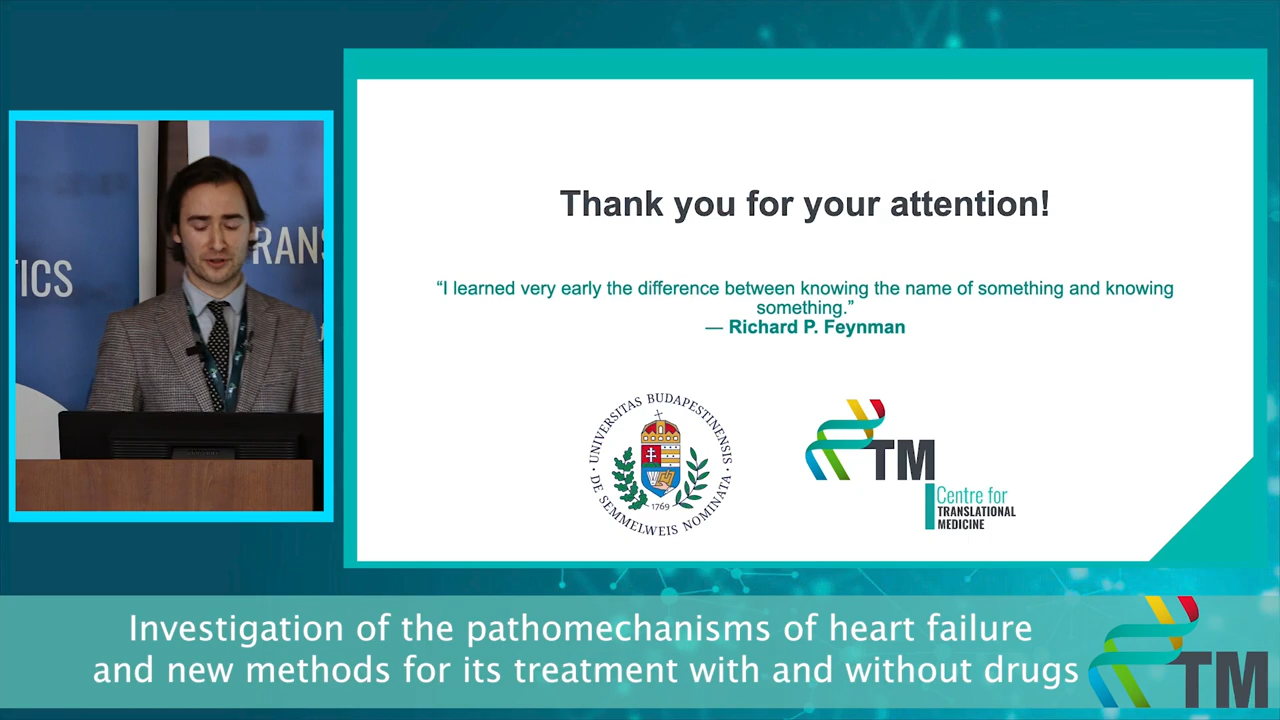 TICS
TRANS
Thank you for your attention!
“I learned very early the difference between knowing the name of something and knowing
something.”
— Richard P. Feynman
· UNIVERSITAS BUDAPESTINENSIS ·
DE SEMMELWEIS NOMINATA
1769
TM
Centre for
TRANSLATIONAL
MEDICINE
Investigation of the pathomechanisms of heart failure
and new methods for its treatment with and without drugs
TM